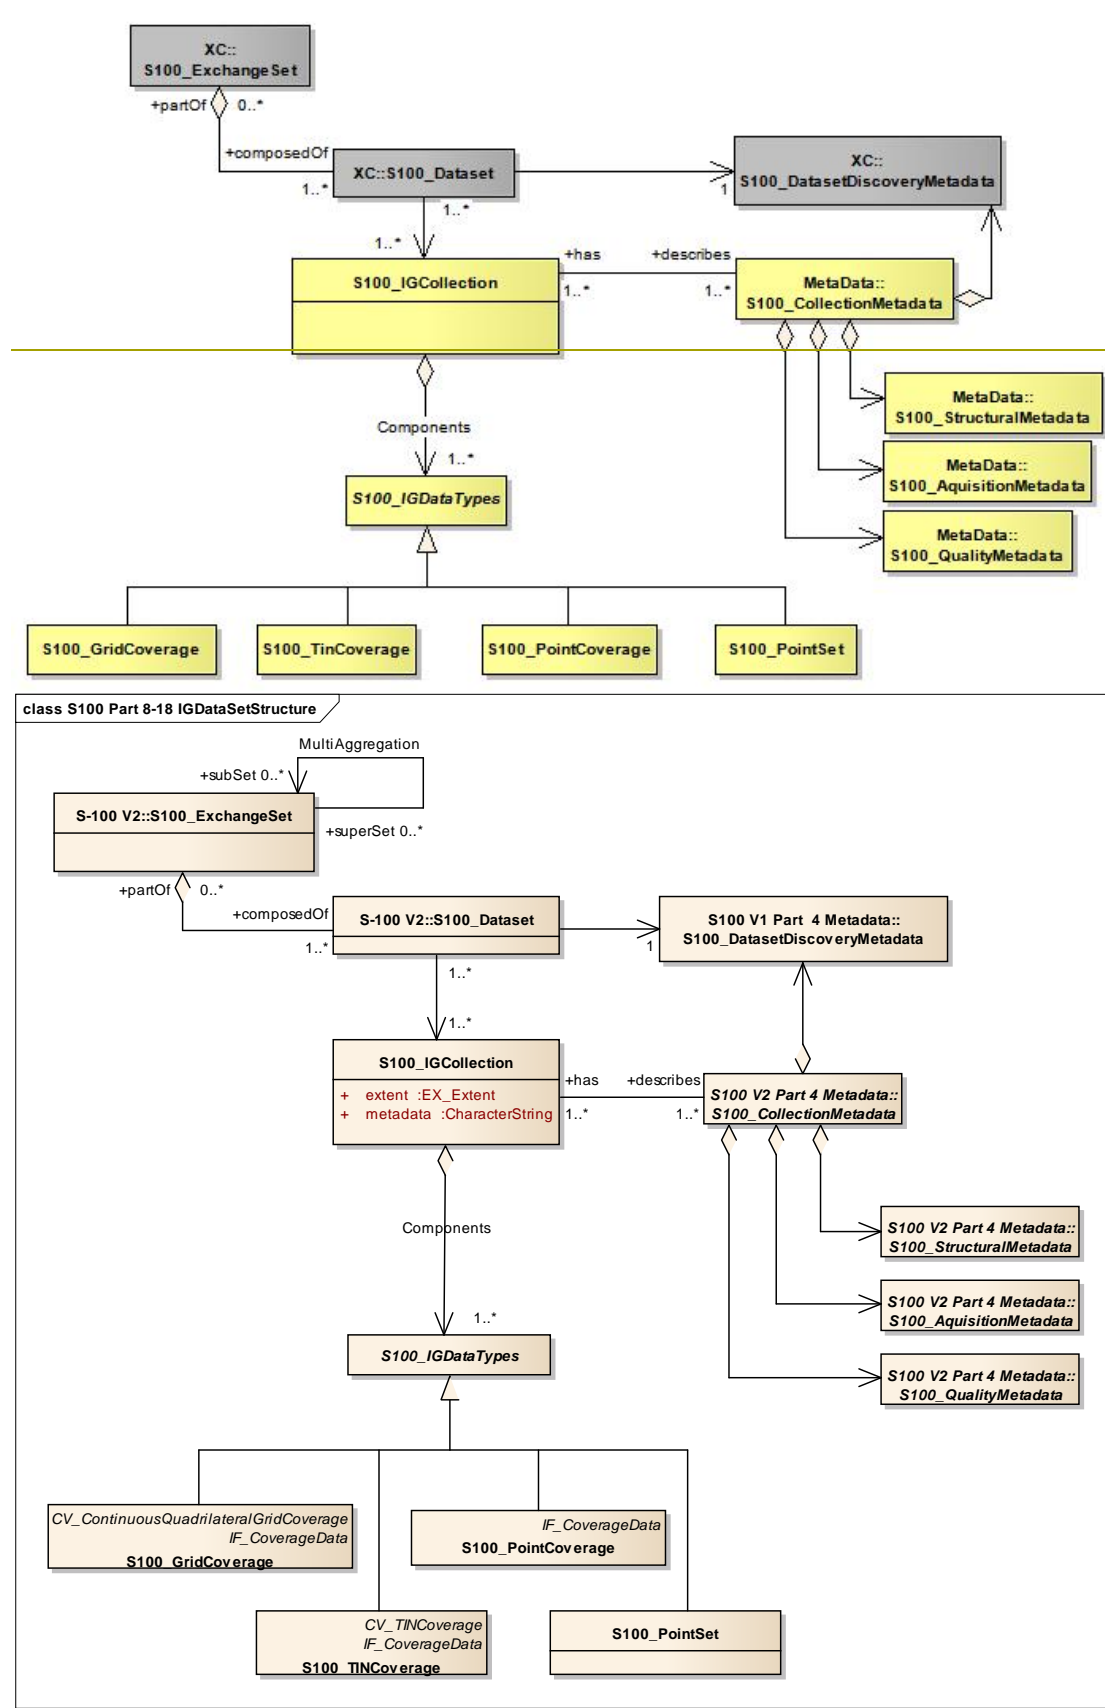 XC::
S100_ExchangeSet
+partOf
0..*
+composedOf
1..*
XC::S100_Dataset
XC::
S100_DatasetDiscoveryMetadata
1
1..*
1..*
S100_IGCollection
+has
+describes
1..*
1..*
MetaData::
S100_CollectionMetadata
Components
1..*
MetaData::
S100_StructuralMetadata
MetaData::
S100_AquisitionMetadata
MetaData::
S100_QualityMetadata
S100_IGDataTypes
S100_GridCoverage
S100_TinCoverage
S100_PointCoverage
S100_PointSet
class S100 Part 8-18 IGDataSetStructure
MultiAggregation
+subSet 0..*
S-100 V2::S100_ExchangeSet
+superSet 0..*
+partOf
0..*
+composedOf
1..*
S-100 V2::S100_Dataset
S100 V1 Part 4 Metadata::
S100_DatasetDiscoveryMetadata
1
1..*
1..*
S100_IGCollection
+ extent :EX_Extent
+ metadata :CharacterString
+has
+describes
1..*
1..*
S100 V2 Part 4 Metadata::
S100_CollectionMetadata
Components
1..*
S100 V2 Part 4 Metadata::
S100_StructuralMetadata
S100 V2 Part 4 Metadata::
S100_AquisitionMetadata
S100 V2 Part 4 Metadata::
S100_QualityMetadata
S100_IGDataTypes
CV_ContinuousQuadrilateralGridCoverage
IF_CoverageData
S100_GridCoverage
IF_CoverageData
S100_PointCoverage
CV_TINCoverage
IF_CoverageData
S100_TINCoverage
S100_PointSet